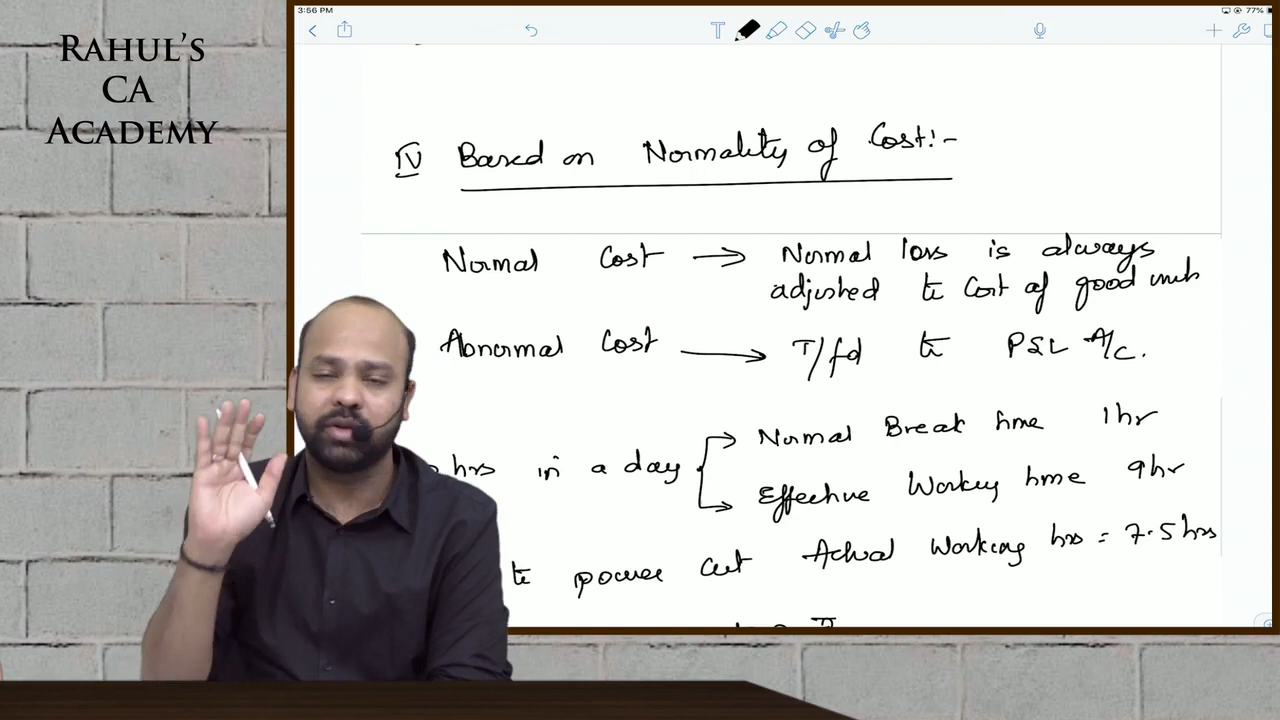 RAHUL'S
CA
ACADEMY
3:56 PM
77%
T
IV Based on Normality of Cost:-
Normal Cost → Normal loss is always
adjusted to Cost of good units
Abnormal Cost → T/fd to P&L A/C.
hrs in a day
Normal Break time 1hr
Effective Working time 9hr
to power cut Actual Working hrs = 7.5hrs